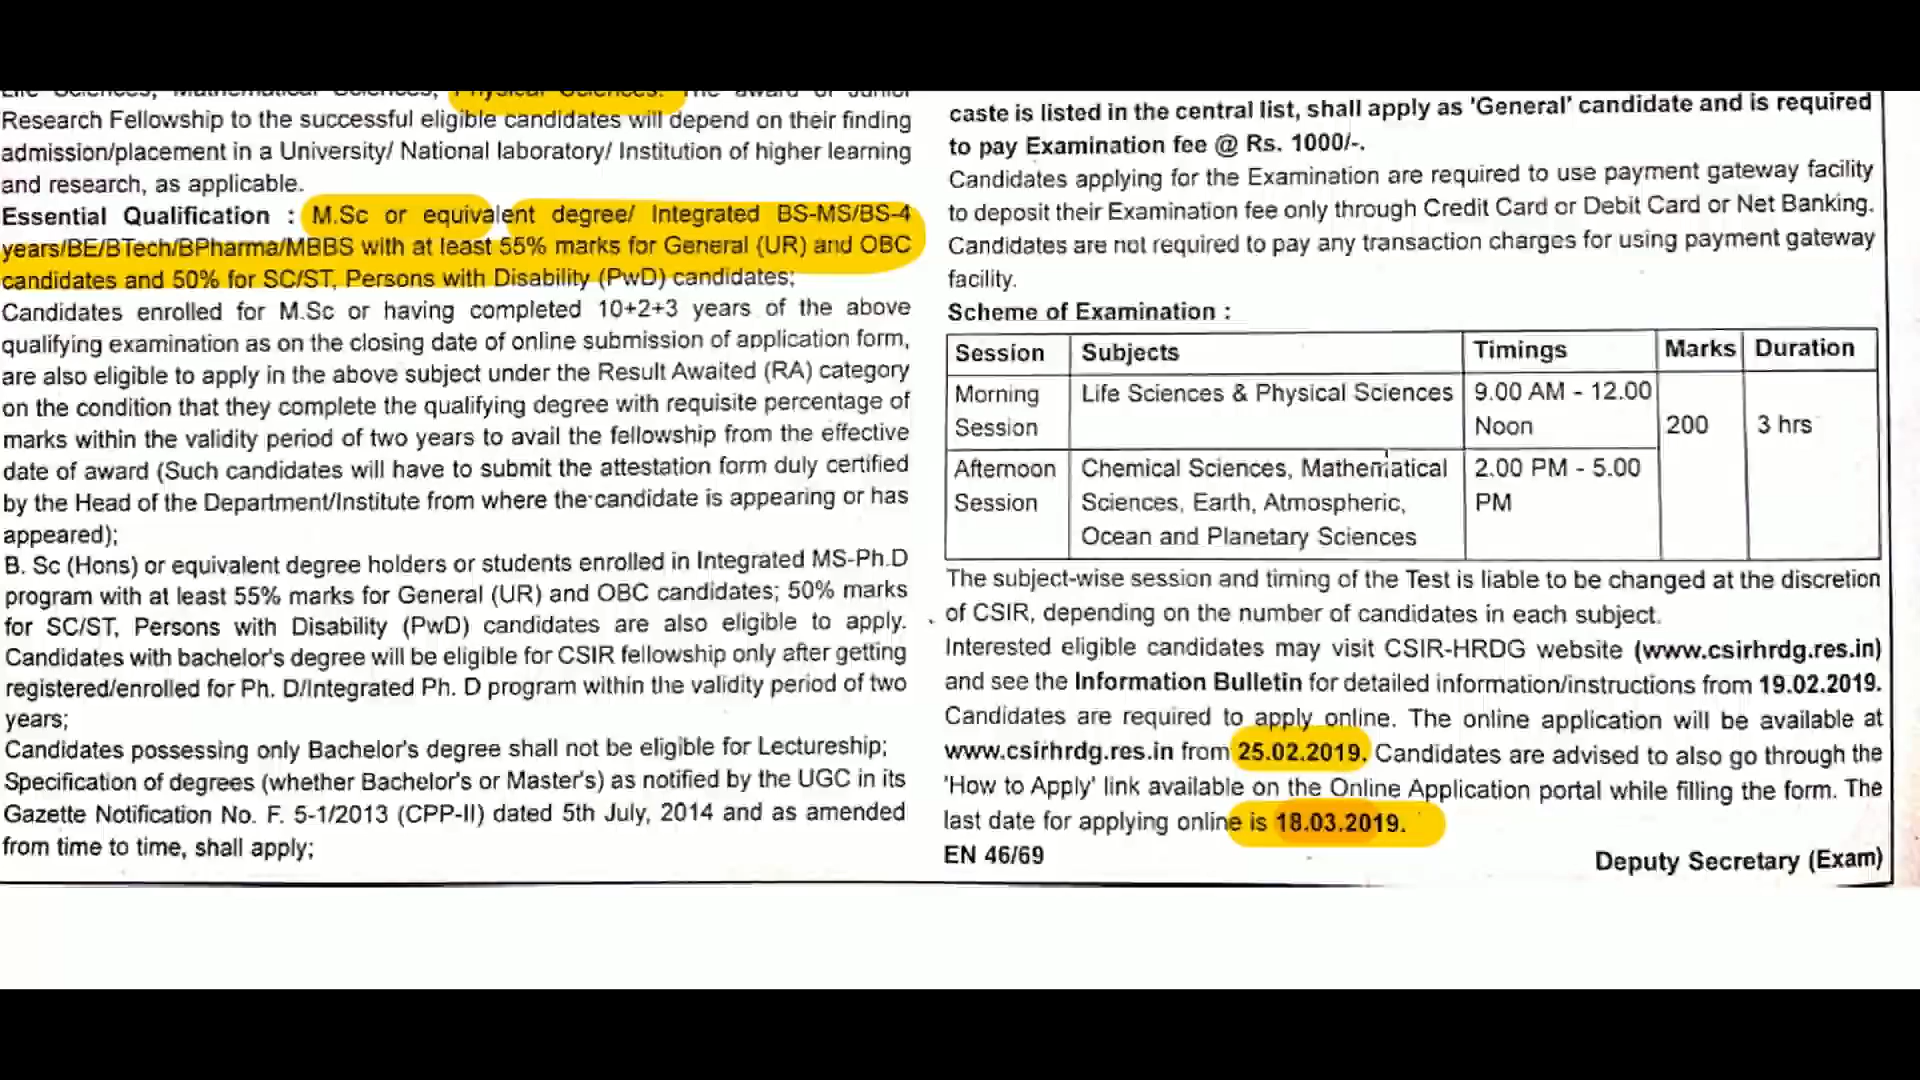 Life Sciences, Mathematical Sciences, Physical Sciences. The award of Junior
Research Fellowship to the successful eligible candidates will depend on their finding
admission/placement in a University/ National laboratory/ Institution of higher learning
and research, as applicable.
Essential Qualification : M.Sc or equivalent degree/ Integrated BS-MS/BS-4
years/BE/BTech/BPharma/MBBS with at least 55% marks for General (UR) and OBC
candidates and 50% for SC/ST, Persons with Disability (PwD) candidates;
Candidates enrolled for M.Sc or having completed 10+2+3 years of the above
qualifying examination as on the closing date of online submission of application form,
are also eligible to apply in the above subject under the Result Awaited (RA) category
on the condition that they complete the qualifying degree with requisite percentage of
marks within the validity period of two years to avail the fellowship from the effective
date of award (Such candidates will have to submit the attestation form duly certified
by the Head of the Department/Institute from where the candidate is appearing or has
appeared);
B. Sc (Hons) or equivalent degree holders or students enrolled in Integrated MS-Ph.D
program with at least 55% marks for General (UR) and OBC candidates; 50% marks
for SC/ST, Persons with Disability (PwD) candidates are also eligible to apply.
Candidates with bachelor's degree will be eligible for CSIR fellowship only after getting
registered/enrolled for Ph. D/Integrated Ph. D program within the validity period of two
years;
Candidates possessing only Bachelor's degree shall not be eligible for Lectureship;
Specification of degrees (whether Bachelor's or Master's) as notified by the UGC in its
Gazette Notification No. F. 5-1/2013 (CPP-II) dated 5th July, 2014 and as amended
from time to time, shall apply;
caste is listed in the central list, shall apply as 'General' candidate and is required
to pay Examination fee @ Rs. 1000/-.
Candidates applying for the Examination are required to use payment gateway facility
to deposit their Examination fee only through Credit Card or Debit Card or Net Banking.
Candidates are not required to pay any transaction charges for using payment gateway
facility.
Scheme of Examination :
Session Subjects Timings Marks Duration
Morning Life Sciences & Physical Sciences 9.00 AM - 12.00
Session Noon 200 3 hrs
Afternoon Chemical Sciences, Mathematical 2.00 PM - 5.00
Session Sciences, Earth, Atmospheric, PM
Ocean and Planetary Sciences
The subject-wise session and timing of the Test is liable to be changed at the discretion
of CSIR, depending on the number of candidates in each subject.
Interested eligible candidates may visit CSIR-HRDG website (www.csirhrdg.res.in)
and see the Information Bulletin for detailed information/instructions from 19.02.2019.
Candidates are required to apply online. The online application will be available at
www.csirhrdg.res.in from 25.02.2019. Candidates are advised to also go through the
'How to Apply' link available on the Online Application portal while filling the form. The
last date for applying online is 18.03.2019.
EN 46/69
Deputy Secretary (Exam)